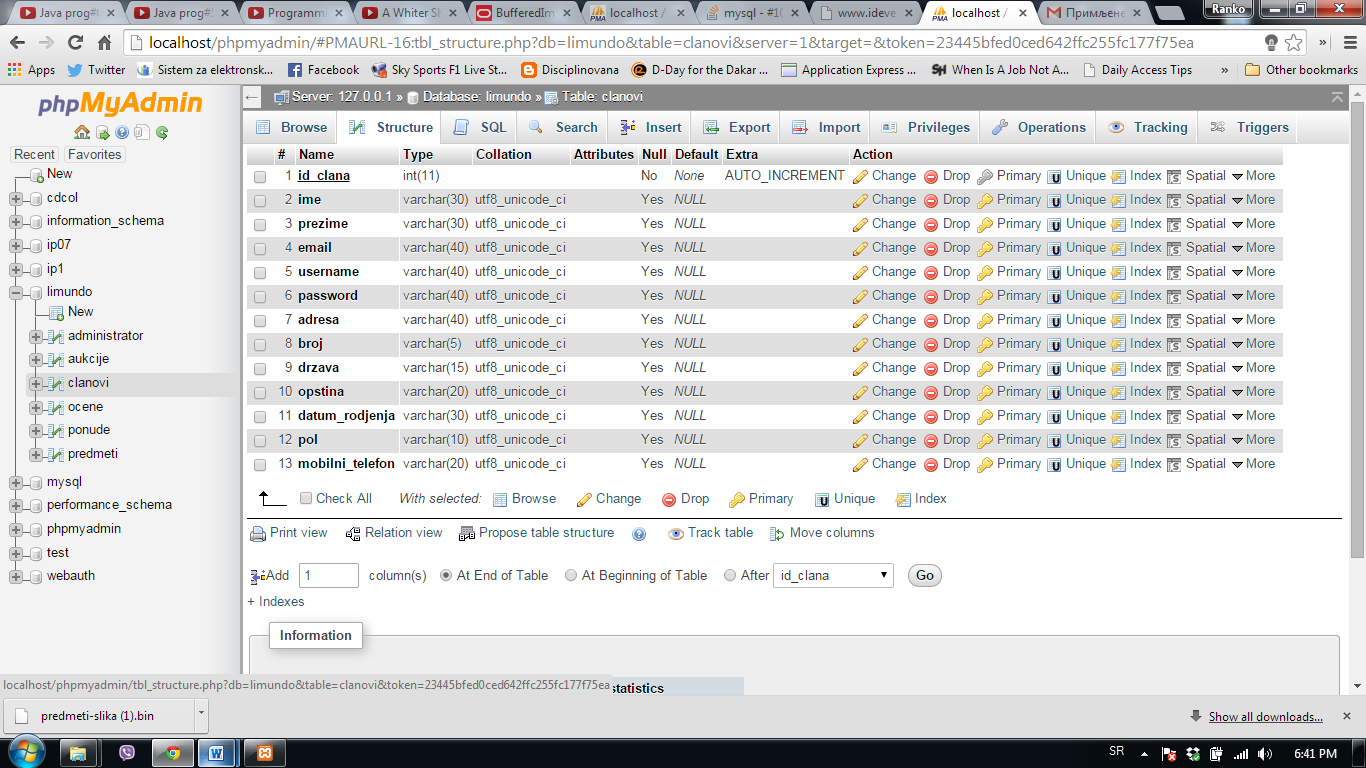 Java prog#
Java prog#
Programmi
A Whiter Sh
BufferedIm
localhost /
mysql - #10
www.ideve
localhost /
Примљене
Ranko
localhost/phpmyadmin/#PMAURL-16:tbl_structure.php?db=limundo&table=clanovi&server=1&target=&token=23445bfed0ced642ffc255fc177f75ea
Apps Twitter Sistem za elektronsk... Facebook Sky Sports F1 Live St... Disciplinovana D-Day for the Dakar ... Application Express ... When Is A Job Not A... Daily Access Tips » Other bookmarks
phpMyAdmin
Recent Favorites
New
cdcol
information_schema
ip07
ip1
limundo
New
administrator
aukcije
clanovi
ocene
ponude
predmeti
mysql
performance_schema
phpmyadmin
test
webauth
Server: 127.0.0.1 » Database: limundo » Table: clanovi
Browse Structure SQL Search Insert Export Import Privileges Operations Tracking Triggers
# Name Type Collation Attributes Null Default Extra Action
1 id_clana int(11) No None AUTO_INCREMENT Change Drop Primary Unique Index Spatial More
2 ime varchar(30) utf8_unicode_ci Yes NULL Change Drop Primary Unique Index Spatial More
3 prezime varchar(30) utf8_unicode_ci Yes NULL Change Drop Primary Unique Index Spatial More
4 email varchar(40) utf8_unicode_ci Yes NULL Change Drop Primary Unique Index Spatial More
5 username varchar(40) utf8_unicode_ci Yes NULL Change Drop Primary Unique Index Spatial More
6 password varchar(40) utf8_unicode_ci Yes NULL Change Drop Primary Unique Index Spatial More
7 adresa varchar(40) utf8_unicode_ci Yes NULL Change Drop Primary Unique Index Spatial More
8 broj varchar(5) utf8_unicode_ci Yes NULL Change Drop Primary Unique Index Spatial More
9 drzava varchar(15) utf8_unicode_ci Yes NULL Change Drop Primary Unique Index Spatial More
10 opstina varchar(20) utf8_unicode_ci Yes NULL Change Drop Primary Unique Index Spatial More
11 datum_rodjenja varchar(30) utf8_unicode_ci Yes NULL Change Drop Primary Unique Index Spatial More
12 pol varchar(10) utf8_unicode_ci Yes NULL Change Drop Primary Unique Index Spatial More
13 mobilni_telefon varchar(20) utf8_unicode_ci Yes NULL Change Drop Primary Unique Index Spatial More
Check All With selected: Browse Change Drop Primary Unique Index
Print view Relation view Propose table structure Track table Move columns
Add 1 column(s) At End of Table At Beginning of Table After id_clana Go
+ Indexes
Information
localhost/phpmyadmin/tbl_structure.php?db=limundo&table=clanovi&token=23445bfed0ced642ffc255fc177f75ea
statistics
predmeti-slika (1).bin
Show all downloads...
SR
6:41 PM